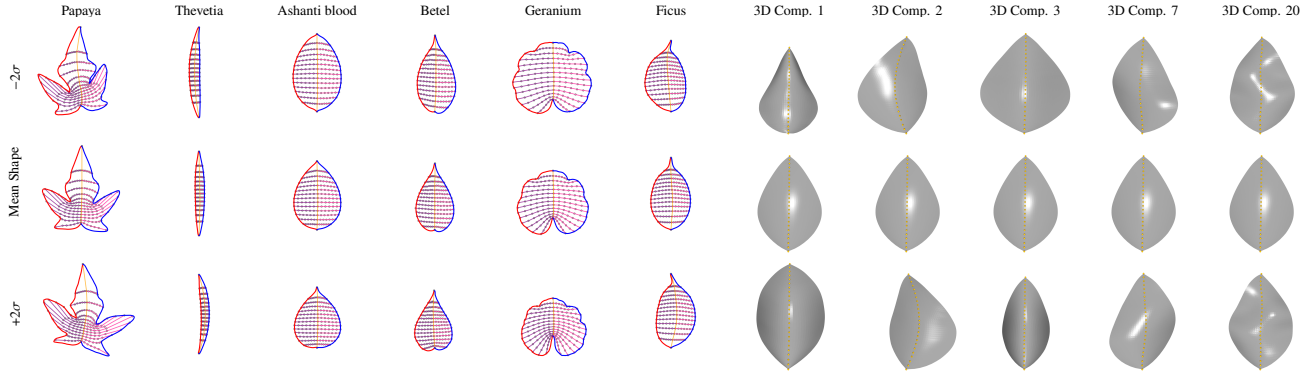 Papaya Thevetia Ashanti blood Betel Geranium Ficus 3D Comp. 1 3D Comp. 2 3D Comp. 3 3D Comp. 7 3D Comp. 20
−2σ
Mean Shape
+2σ